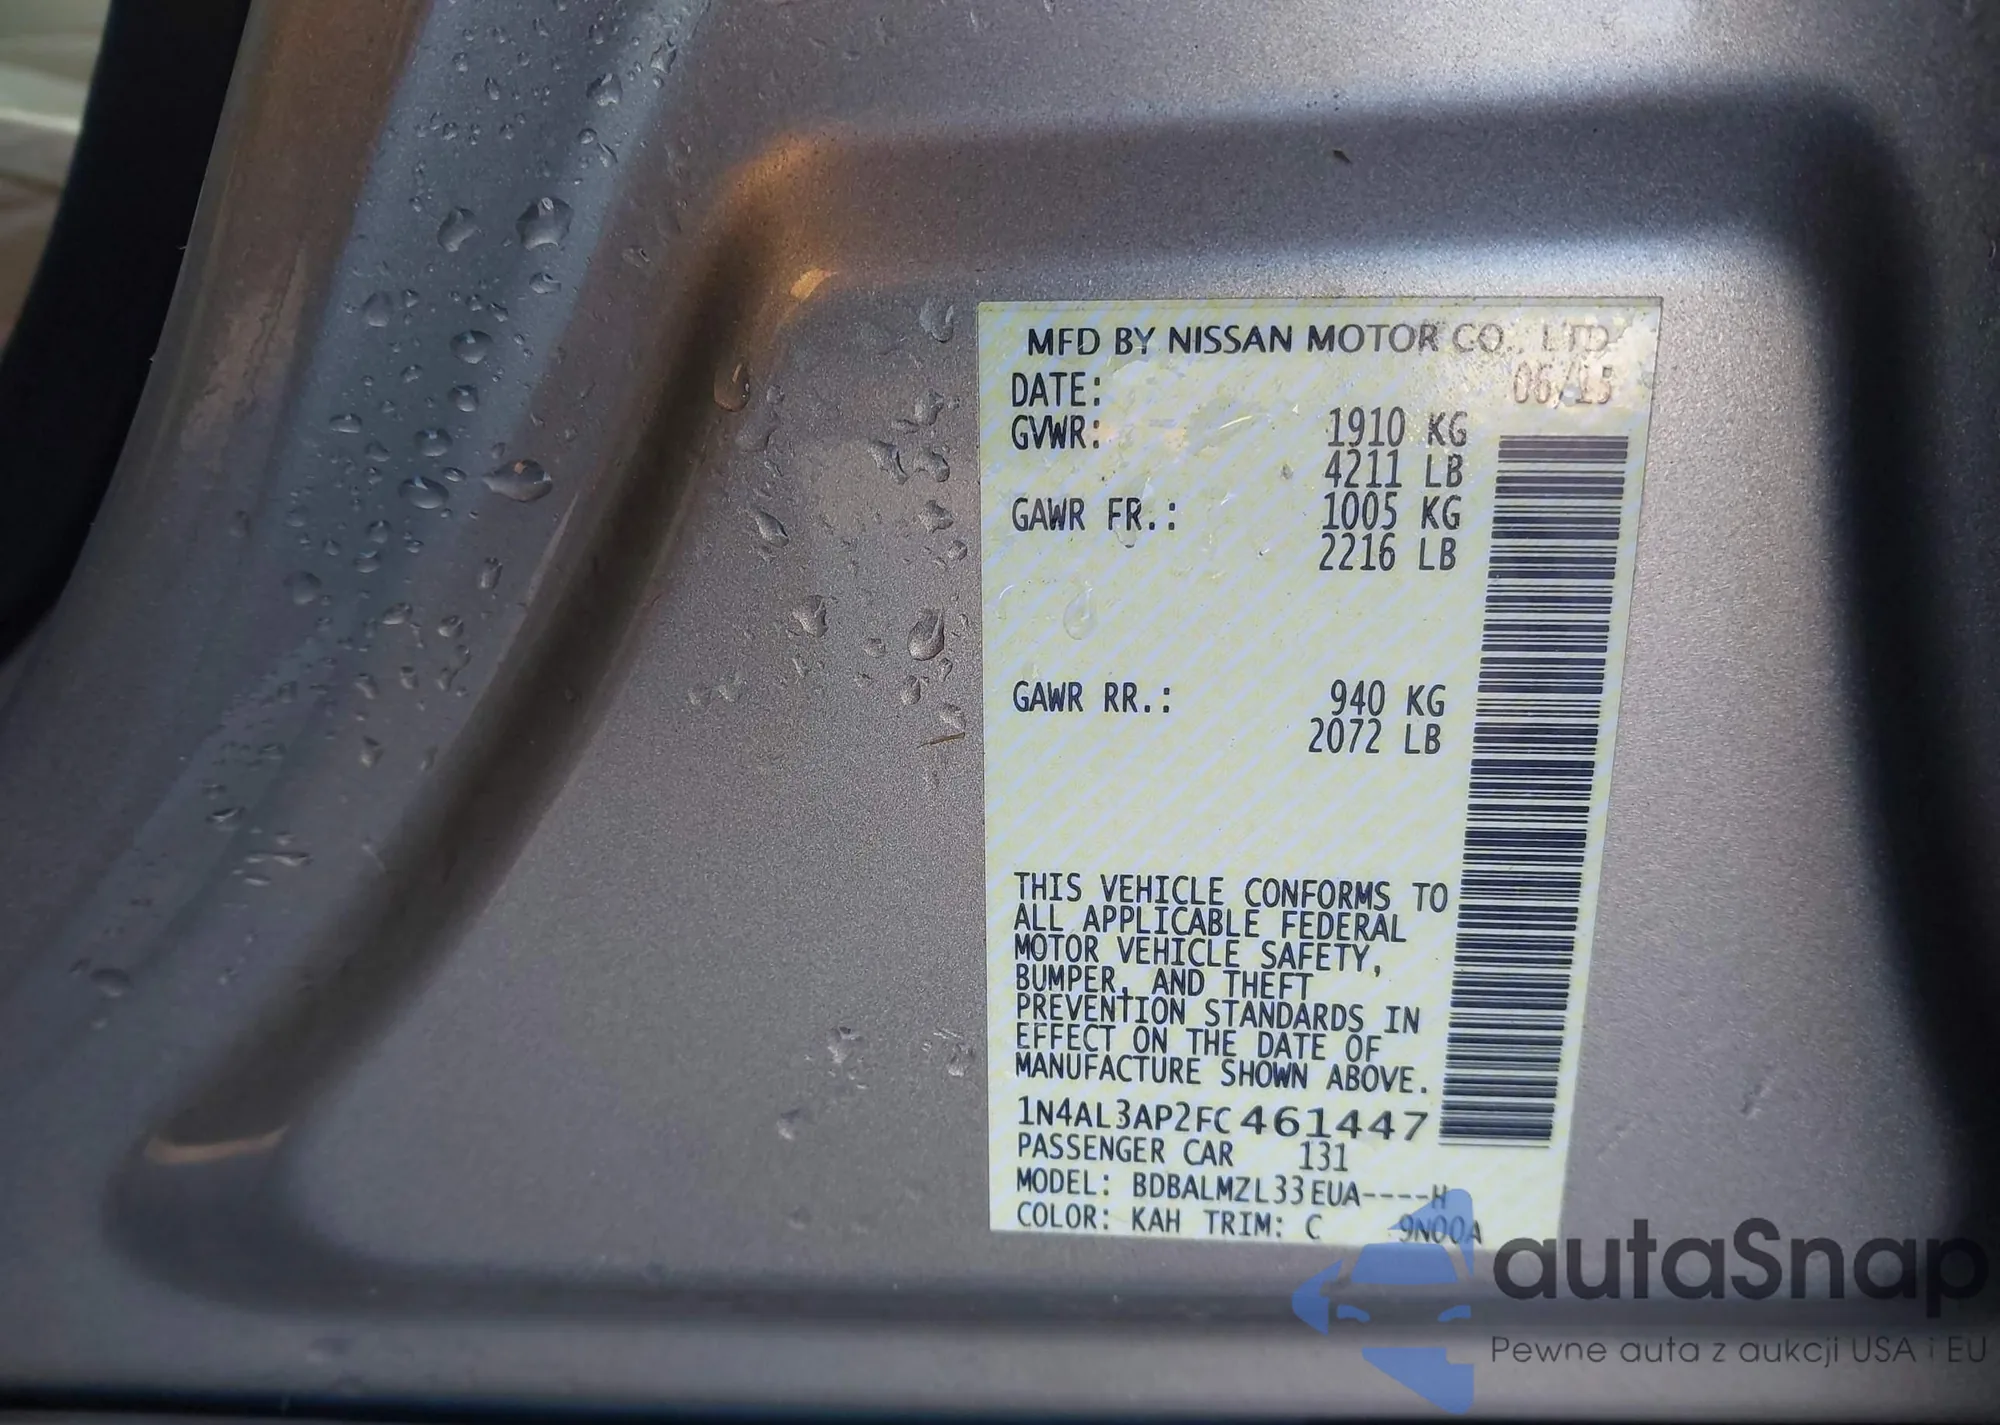 MFD BY NISSAN MOTOR CO., LTD
DATE: 06/15
GVWR: 1910 KG
4211 LB
GAWR FR.: 1005 KG
2216 LB
GAWR RR.: 940 KG
2072 LB
THIS VEHICLE CONFORMS TO
ALL APPLICABLE FEDERAL
MOTOR VEHICLE SAFETY,
BUMPER, AND THEFT
PREVENTION STANDARDS IN
EFFECT ON THE DATE OF
MANUFACTURE SHOWN ABOVE.
1N4AL3AP2FC461447
PASSENGER CAR 131
MODEL: BDBALMZL33EUA----H
COLOR: KAH TRIM: C 9N00A
autaSnap
Pewne auta z aukcji USA i EU